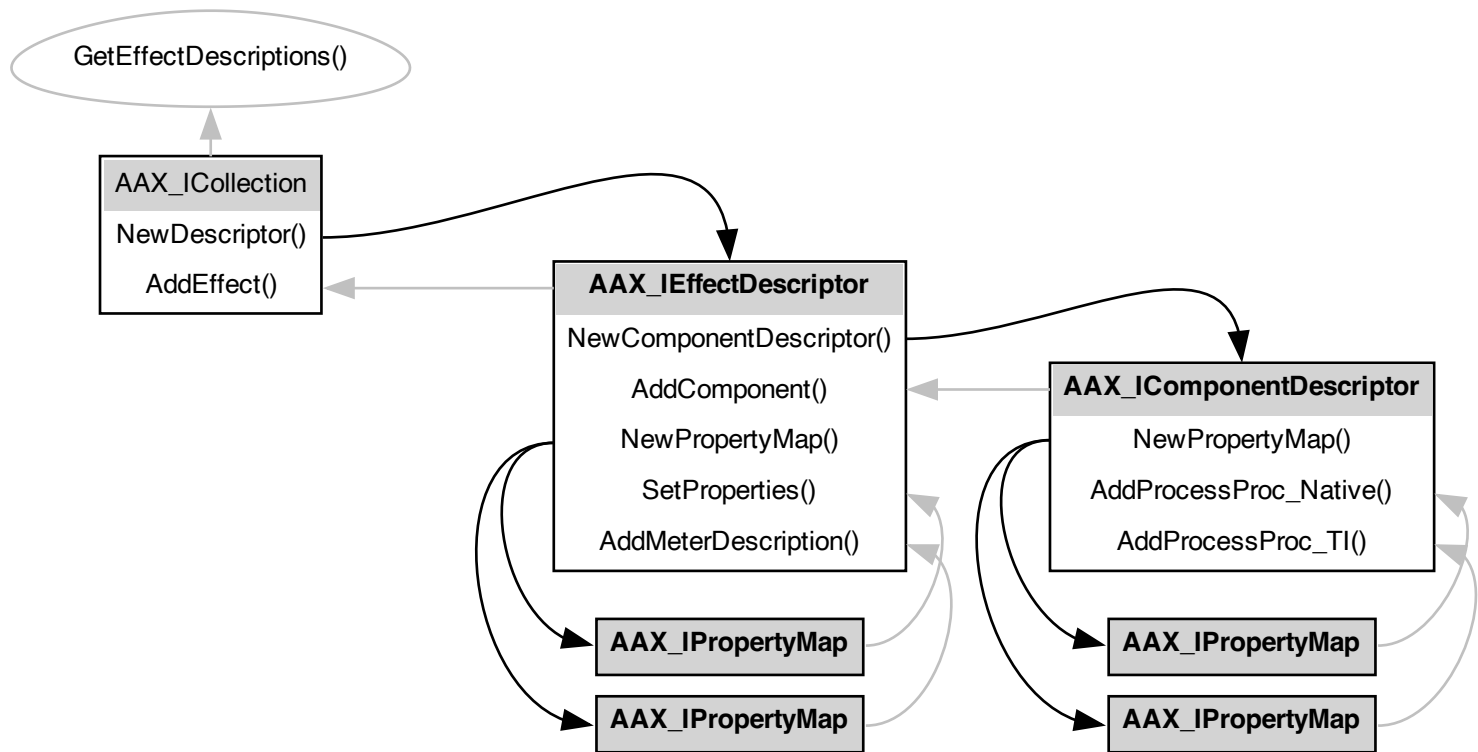 GetEffectDescriptions()
AAX_ICollection
NewDescriptor()
AddEffect()
AAX_IEffectDescriptor
NewComponentDescriptor()
AddComponent()
NewPropertyMap()
SetProperties()
AddMeterDescription()
AAX_IComponentDescriptor
NewPropertyMap()
AddProcessProc_Native()
AddProcessProc_TI()
AAX_IPropertyMap
AAX_IPropertyMap
AAX_IPropertyMap
AAX_IPropertyMap